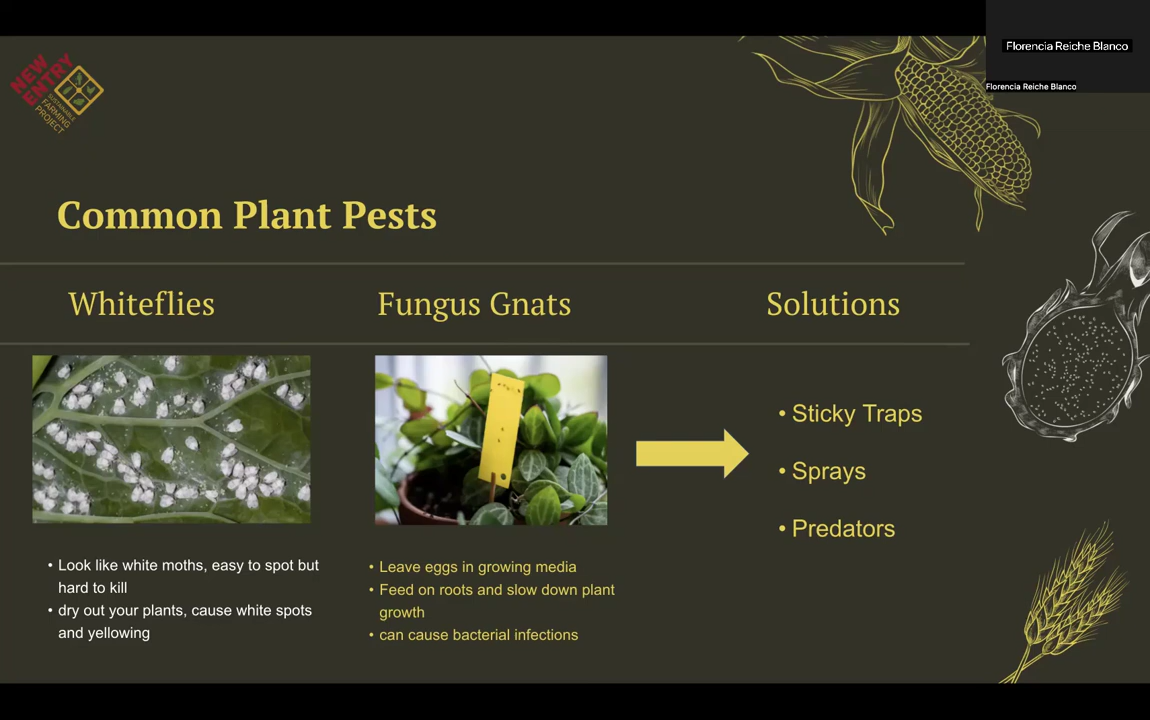 Florencia Reiche Blanco
Florencia Reiche Blanco
NEW
ENTRY
SUSTAINABLE
FARMING
PROJECT
Common Plant Pests
Whiteflies
Fungus Gnats
Solutions
• Look like white moths, easy to spot but
hard to kill
• dry out your plants, cause white spots
and yellowing
• Leave eggs in growing media
• Feed on roots and slow down plant
growth
• can cause bacterial infections
• Sticky Traps
• Sprays
• Predators